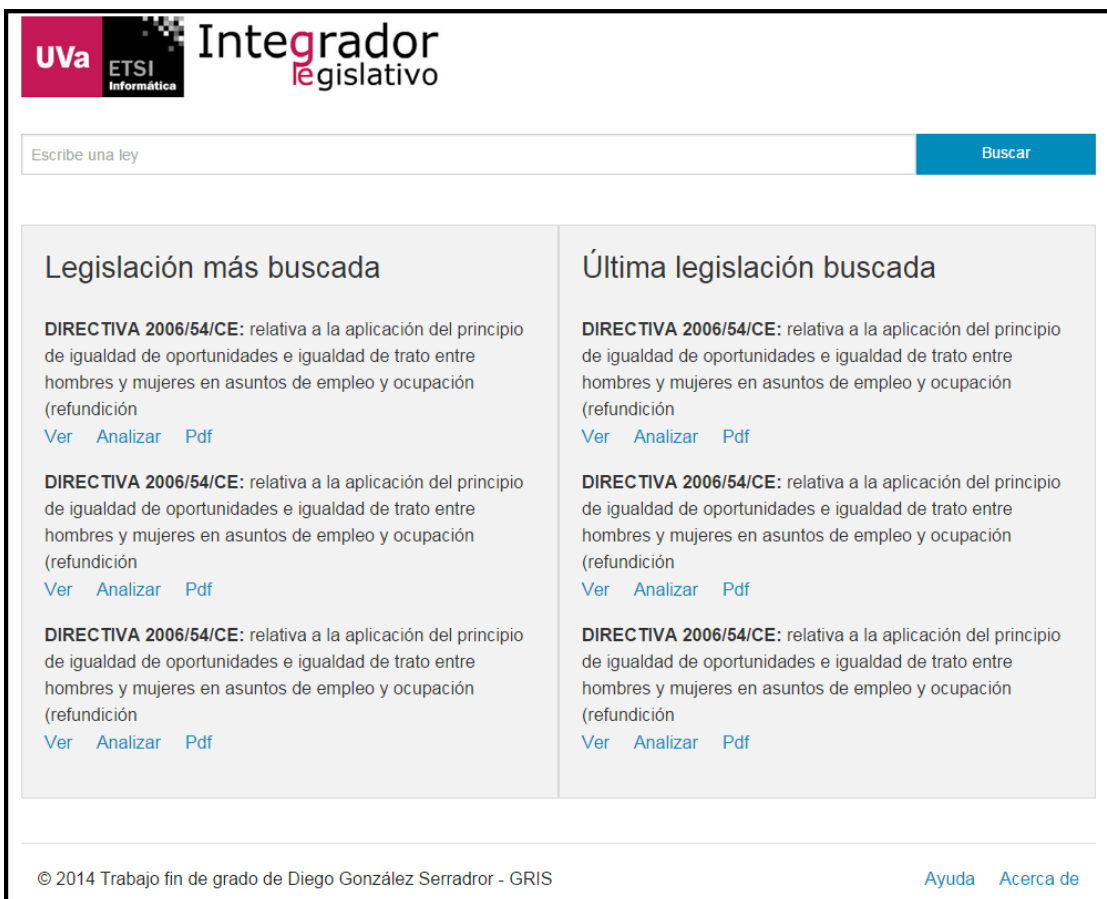 UVa
ETSI
Informática
Integrador
legislativo
Escribe una ley
Buscar
Legislación más buscada
DIRECTIVA 2006/54/CE: relativa a la aplicación del principio
de igualdad de oportunidades e igualdad de trato entre
hombres y mujeres en asuntos de empleo y ocupación
(refundición
Ver Analizar Pdf
DIRECTIVA 2006/54/CE: relativa a la aplicación del principio
de igualdad de oportunidades e igualdad de trato entre
hombres y mujeres en asuntos de empleo y ocupación
(refundición
Ver Analizar Pdf
DIRECTIVA 2006/54/CE: relativa a la aplicación del principio
de igualdad de oportunidades e igualdad de trato entre
hombres y mujeres en asuntos de empleo y ocupación
(refundición
Ver Analizar Pdf
Última legislación buscada
DIRECTIVA 2006/54/CE: relativa a la aplicación del principio
de igualdad de oportunidades e igualdad de trato entre
hombres y mujeres en asuntos de empleo y ocupación
(refundición
Ver Analizar Pdf
DIRECTIVA 2006/54/CE: relativa a la aplicación del principio
de igualdad de oportunidades e igualdad de trato entre
hombres y mujeres en asuntos de empleo y ocupación
(refundición
Ver Analizar Pdf
DIRECTIVA 2006/54/CE: relativa a la aplicación del principio
de igualdad de oportunidades e igualdad de trato entre
hombres y mujeres en asuntos de empleo y ocupación
(refundición
Ver Analizar Pdf
© 2014 Trabajo fin de grado de Diego González Serradror - GRIS
Ayuda Acerca de